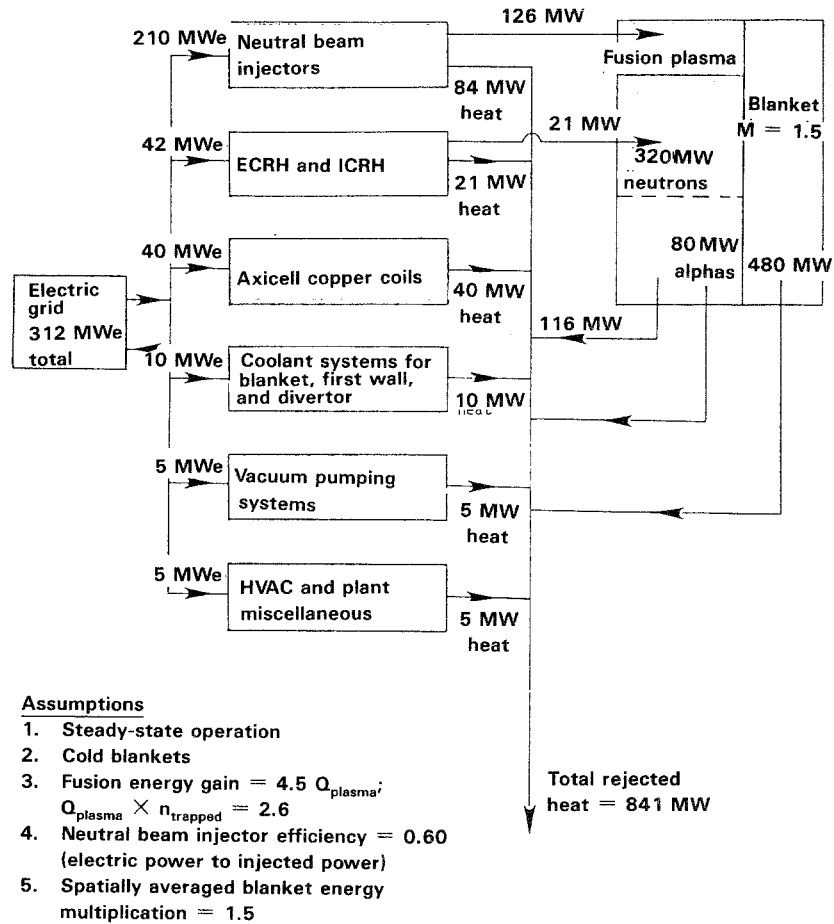 126 MW
210 MWe
Neutral beam
injectors
Fusion plasma
84 MW
heat
Blanket
M = 1.5
21 MW
42 MWe
ECRH and ICRH
320MW
neutrons
21 MW
heat
40 MWe
80 MW
alphas
480 MW
Axicell copper coils
40 MW
heat
Electric
grid
312 MWe
total
116 MW
10 MWe
Coolant systems for
blanket, first wall,
and divertor
10 MW
heat
5 MWe
Vacuum pumping
systems
5 MW
heat
5 MWe
HVAC and plant
miscellaneous
5 MW
heat
Assumptions
1. Steady-state operation
2. Cold blankets
3. Fusion energy gain = 4.5 Qplasma;
Qplasma × ntrapped = 2.6
4. Neutral beam injector efficiency = 0.60
(electric power to injected power)
5. Spatially averaged blanket energy
multiplication = 1.5
Total rejected
heat = 841 MW